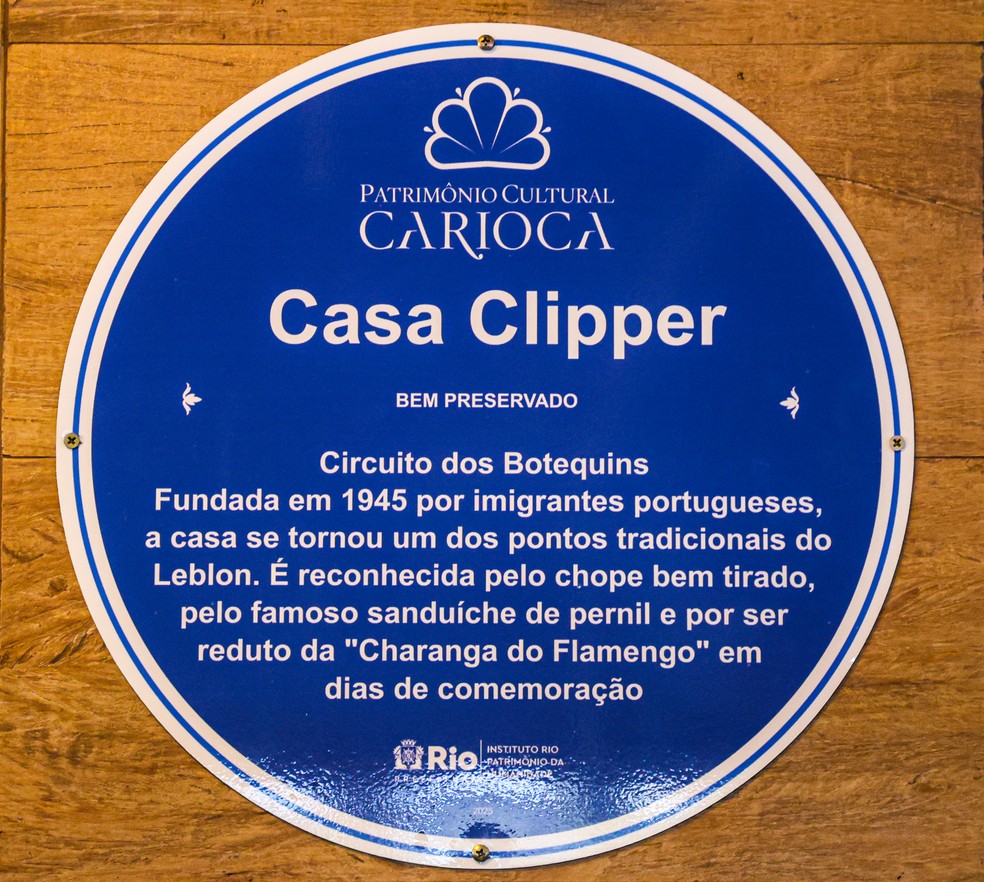 PATRIMÔNIO CULTURAL
CARIOCA
Casa Clipper
BEM PRESERVADO
Circuito dos Botequins
Fundada em 1945 por imigrantes portugueses,
a casa se tornou um dos pontos tradicionais do
Leblon. É reconhecida pelo chope bem tirado,
pelo famoso sanduíche de pernil e por ser
reduto da "Charanga do Flamengo" em
dias de comemoração
Rio
INSTITUTO RIO
PATRIMÔNIO DA
HUMANIDADE
2025